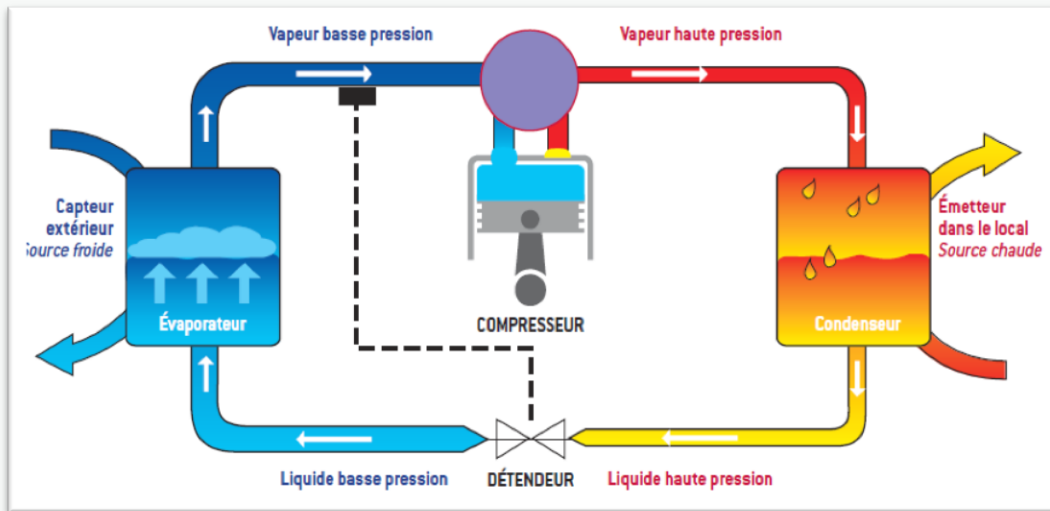 Vapeur basse pression
Vapeur haute pression
Capteur
extérieur
Source froide
Émetteur
dans le local
Source chaude
Évaporateur
COMPRESSEUR
Condenseur
Liquide basse pression
DÉTENDEUR
Liquide haute pression